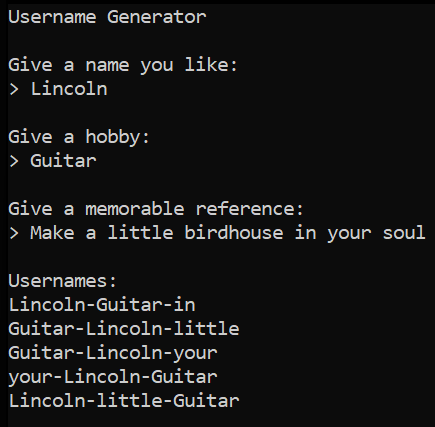 Username Generator
Give a name you like:
> Lincoln
Give a hobby:
> Guitar
Give a memorable reference:
> Make a little birdhouse in your soul
Usernames:
Lincoln-Guitar-in
Guitar-Lincoln-little
Guitar-Lincoln-your
your-Lincoln-Guitar
Lincoln-little-Guitar